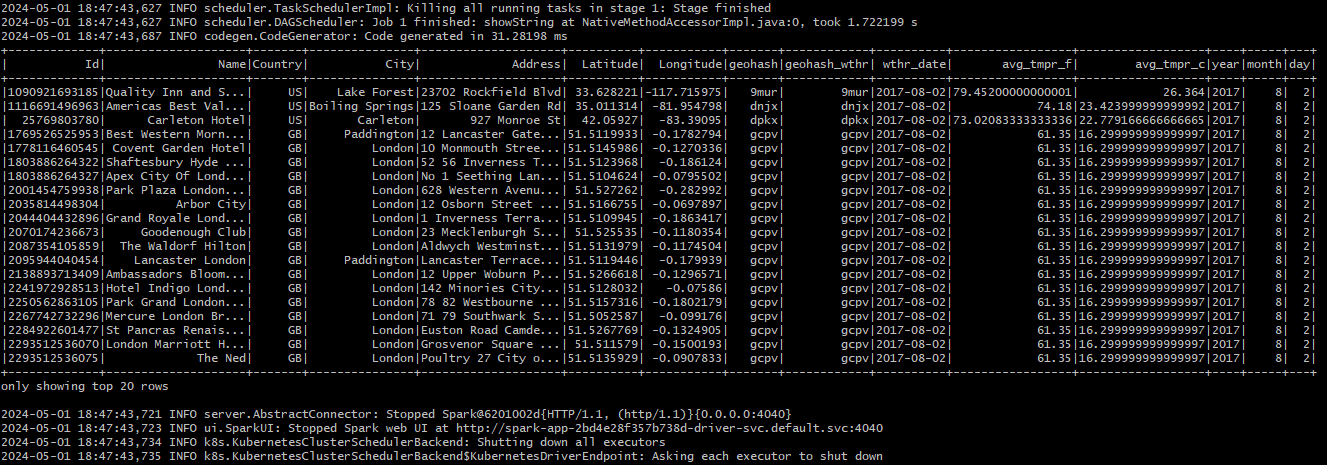 2024-05-01 18:47:43,627 INFO scheduler.TaskSchedulerImpl: Killing all running tasks in stage 1: Stage finished
2024-05-01 18:47:43,628 INFO scheduler.DAGScheduler: Job 1 finished: showString at NativeMethodAccessorImpl.java:0, took 1.722199 s
2024-05-01 18:47:43,687 INFO codegen.CodeGenerator: Code generated in 31.28198 ms
+-------------+--------------------+-------+---------------+--------------------+----------+-----------+-------+------------+----------+-----------------+------------------+----+-----+---+
| Id| Name|Country| City| Address| Latitude| Longitude|geohash|geohash_wthr| wthr_date| avg_tmpr_f| avg_tmpr_c|year|month|day|
+-------------+--------------------+-------+---------------+--------------------+----------+-----------+-------+------------+----------+-----------------+------------------+----+-----+---+
|1090921693185|Quality Inn and S...| US| Lake Forest|23702 Rockfield Blvd| 33.628221|-117.715975| 9mur| 9mur|2017-08-02|79.45200000000001| 26.364|2017| 8| 2|
|1116691496963|Americas Best Val...| US|Boiling Springs|125 Sloane Garden Rd| 35.011314| -81.954798| dnjx| dnjx|2017-08-02| 74.18|23.423999999999992|2017| 8| 2|
| 25769803780| Carleton Hotel| US| Carleton| 927 Monroe St| 42.05927| -83.39095| dpkx| dpkx|2017-08-02|73.02083333333336|22.779166666666665|2017| 8| 2|
|1769526525953|Best Western Morn...| GB| Paddington|12 Lancaster Gate...|51.5119933| -0.1782794| gcpv| gcpv|2017-08-02| 61.35|16.299999999999997|2017| 8| 2|
|1778116460545| Covent Garden Hotel| GB| London|10 Monmouth Stree...|51.5145986| -0.1270336| gcpv| gcpv|2017-08-02| 61.35|16.299999999999997|2017| 8| 2|
|1803886264322|Shaftesbury Hyde ...| GB| London|52 56 Inverness T...|51.5123968| -0.186124| gcpv| gcpv|2017-08-02| 61.35|16.299999999999997|2017| 8| 2|
|1803886264327|Apex City Of Lond...| GB| London|No 1 Seething Lan...|51.5104624| -0.0795502| gcpv| gcpv|2017-08-02| 61.35|16.299999999999997|2017| 8| 2|
|2001454759938|Park Plaza London...| GB| London|628 Western Avenu...| 51.527262| -0.282992| gcpv| gcpv|2017-08-02| 61.35|16.299999999999997|2017| 8| 2|
|2035814498304| Arbor City| GB| London|12 Osborn Street ...|51.5166755| -0.0697897| gcpv| gcpv|2017-08-02| 61.35|16.299999999999997|2017| 8| 2|
|2044404432896|Grand Royale Lond...| GB| London|1 Inverness Terra...|51.5109945| -0.1863417| gcpv| gcpv|2017-08-02| 61.35|16.299999999999997|2017| 8| 2|
|2070174236673| Goodenough Club| GB| London|23 Mecklenburgh S...| 51.525535| -0.1180354| gcpv| gcpv|2017-08-02| 61.35|16.299999999999997|2017| 8| 2|
|2087354105859| The Waldorf Hilton| GB| London|Aldwych Westminst...|51.5131979| -0.1174504| gcpv| gcpv|2017-08-02| 61.35|16.299999999999997|2017| 8| 2|
|2095944040454| Lancaster London| GB| Paddington|Lancaster Terrace...|51.5119446| -0.179939| gcpv| gcpv|2017-08-02| 61.35|16.299999999999997|2017| 8| 2|
|2138893713409|Ambassadors Bloom...| GB| London|12 Upper Woburn P...|51.5266618| -0.1296571| gcpv| gcpv|2017-08-02| 61.35|16.299999999999997|2017| 8| 2|
|2241972928513|Hotel Indigo Lond...| GB| London|142 Minories City...|51.5128032| -0.07586| gcpv| gcpv|2017-08-02| 61.35|16.299999999999997|2017| 8| 2|
|2250562863105|Park Grand London...| GB| London|78 82 Westbourne ...|51.5157316| -0.1802179| gcpv| gcpv|2017-08-02| 61.35|16.299999999999997|2017| 8| 2|
|2267742732296|Mercure London Br...| GB| London|71 79 Southwark S...|51.5052587| -0.099176| gcpv| gcpv|2017-08-02| 61.35|16.299999999999997|2017| 8| 2|
|2284922601477|St Pancras Renais...| GB| London|Euston Road Camde...|51.5267769| -0.1324905| gcpv| gcpv|2017-08-02| 61.35|16.299999999999997|2017| 8| 2|
|2293512536070|London Marriott H...| GB| London|Grosvenor Square ...| 51.511579| -0.1500193| gcpv| gcpv|2017-08-02| 61.35|16.299999999999997|2017| 8| 2|
|2293512536075| The Ned| GB| London|Poultry 27 City o...|51.5135929| -0.0907833| gcpv| gcpv|2017-08-02| 61.35|16.299999999999997|2017| 8| 2|
+-------------+--------------------+-------+---------------+--------------------+----------+-----------+-------+------------+----------+-----------------+------------------+----+-----+---+
only showing top 20 rows
2024-05-01 18:47:43,721 INFO server.AbstractConnector: Stopped Spark@6201002d{HTTP/1.1, (http/1.1)}{0.0.0.0:4040}
2024-05-01 18:47:43,723 INFO ui.SparkUI: Stopped Spark web UI at http://spark-app-2bd4e28f357b738d-driver-svc.default.svc:4040
2024-05-01 18:47:43,734 INFO k8s.KubernetesClusterSchedulerBackend: Shutting down all executors
2024-05-01 18:47:43,735 INFO k8s.KubernetesClusterSchedulerBackend$KubernetesDriverEndpoint: Asking each executor to shut down